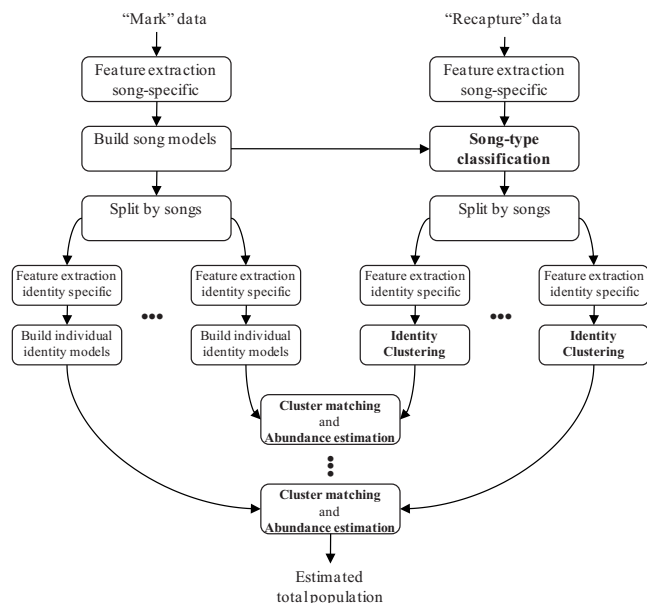 “Mark” data
“Recapture” data
Feature extraction
song-specific
Feature extraction
song-specific
Build song models
Song-type
classification
Split by songs
Split by songs
Feature extraction
identity specific
Feature extraction
identity specific
Feature extraction
identity specific
Feature extraction
identity specific
Build individual
identity models
Build individual
identity models
Identity
Clustering
Identity
Clustering
Cluster matching
and
Abundance estimation
Cluster matching
and
Abundance estimation
Estimated
total population